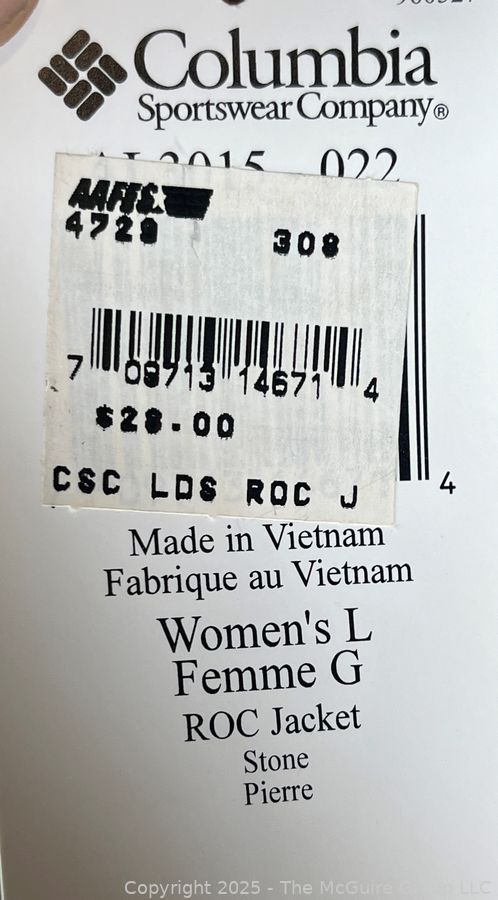 Columbia
Sportswear Company®
022
AAFES
4729 308
7 08713 14671 4
$28.00
CSC LDS ROC J
4
Made in Vietnam
Fabrique au Vietnam
Women's L
Femme G
ROC Jacket
Stone
Pierre
Copyright 2025 - The McGuire Group LLC